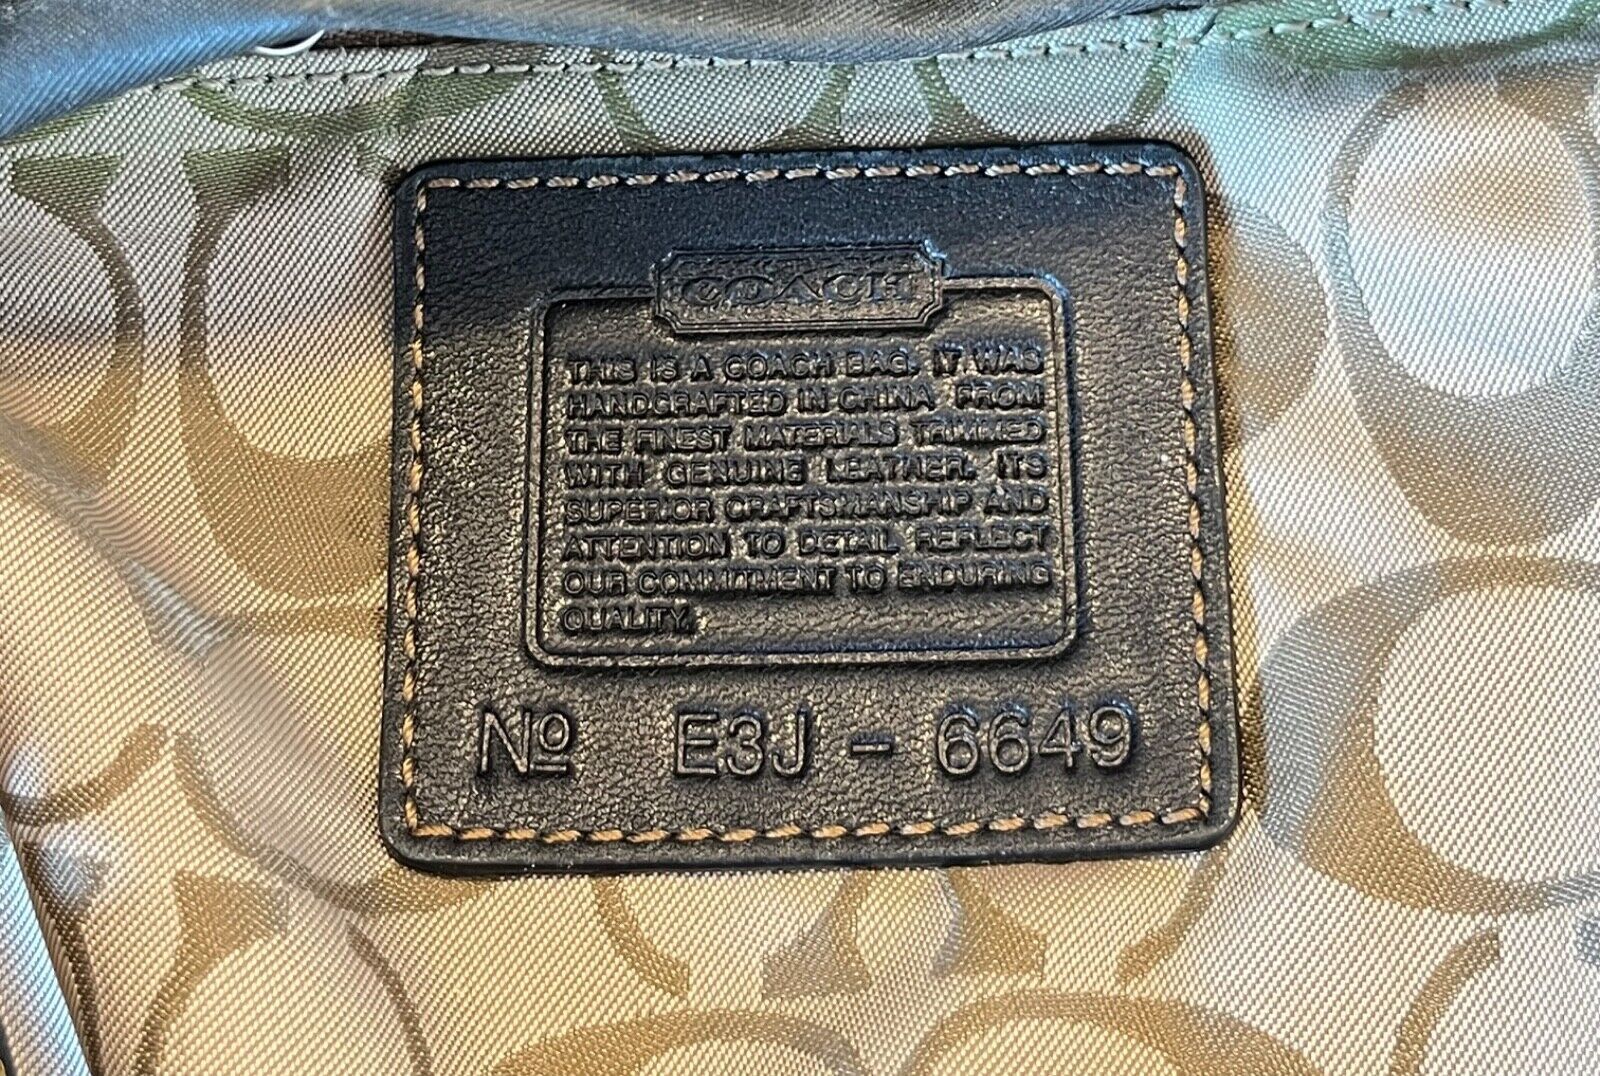 COACH
THIS IS A COACH BAG. IT WAS
HANDCRAFTED IN CHINA FROM
THE FINEST MATERIALS TRIMMED
WITH GENUINE LEATHER. ITS
SUPERIOR CRAFTSMANSHIP AND
ATTENTION TO DETAIL REFLECT
OUR COMMITMENT TO ENDURING
QUALITY.
Nº E3J - 6649